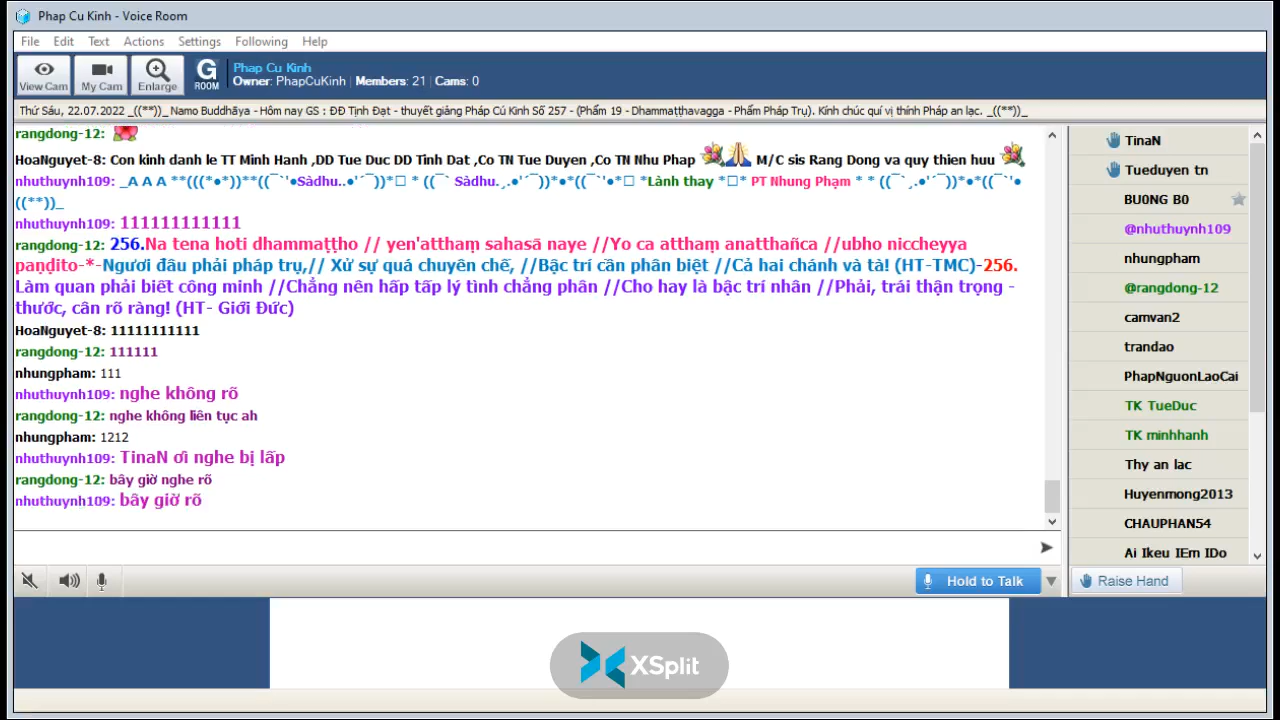 Phap Cu Kinh - Voice Room
File Edit Text Actions Settings Following Help
View Cam My Cam Enlarge G ROOM Phap Cu Kinh
Owner: PhapCuKinh | Members: 21 | Cams: 0
Thứ Sáu, 22.07.2022 _((**))_ Namo Buddhāya - Hôm nay GS : ĐĐ Tịnh Đạt - thuyết giảng Pháp Cú Kinh Số 257 - (Phẩm 19 - Dhammaṭṭhavagga - Phẩm Pháp Trụ). Kính chúc quí vị thính Pháp an lạc. _((**))_
rangdong-12:
HoaNguyet-8: Con kinh danh le TT Minh Hanh ,DD Tue Duc DD Tinh Dat ,Co TN Tue Duyen ,Co TN Nhu Phap M/C sis Rang Dong va quy thien huu
nhuthuynh109: _A A A **(((*●*))**((¯`'●Sàdhu..●'´¯))*●*□ * ((¯` Sàdhu.¸.●'´¯))*●*((¯`'●*□ *Lành thay *□* PT Nhung Phạm * * ((¯`¸.●'´¯))*●*((¯`'●
((**))_
nhuthuynh109: 111111111111
rangdong-12: 256.Na tena hoti dhammaṭṭho // yen'atthaṃ sahasā naye //Yo ca atthaṃ anatthañca //ubho niccheyya
paṇḍito-*-Ngươi đâu phải pháp trụ,// Xử sự quá chuyên chế, //Bậc trí cần phân biệt //Cả hai chánh và tà! (HT-TMC)-256.
Làm quan phải biết công minh //Chẳng nên hấp tấp lý tình chẳng phân //Cho hay là bậc trí nhân //Phải, trái thận trọng -
thước, cân rõ ràng! (HT- Giới Đức)
HoaNguyet-8: 11111111111
rangdong-12: 111111
nhungpham: 111
nhuthuynh109: nghe không rõ
rangdong-12: nghe không liên tục ah
nhungpham: 1212
nhuthuynh109: TinaN ơi nghe bị lấp
rangdong-12: bây giờ nghe rõ
nhuthuynh109: bây giờ rõ
TinaN
Tueduyen tn
BU0NG B0
@nhuthuynh109
nhungpham
@rangdong-12
camvan2
trandao
PhapNguonLaoCai
TK TueDuc
TK minhhanh
Thy an lac
Huyenmong2013
CHAUPHAN54
Ai Ikeu IEm IDo
Hold to Talk
Raise Hand
XSplit